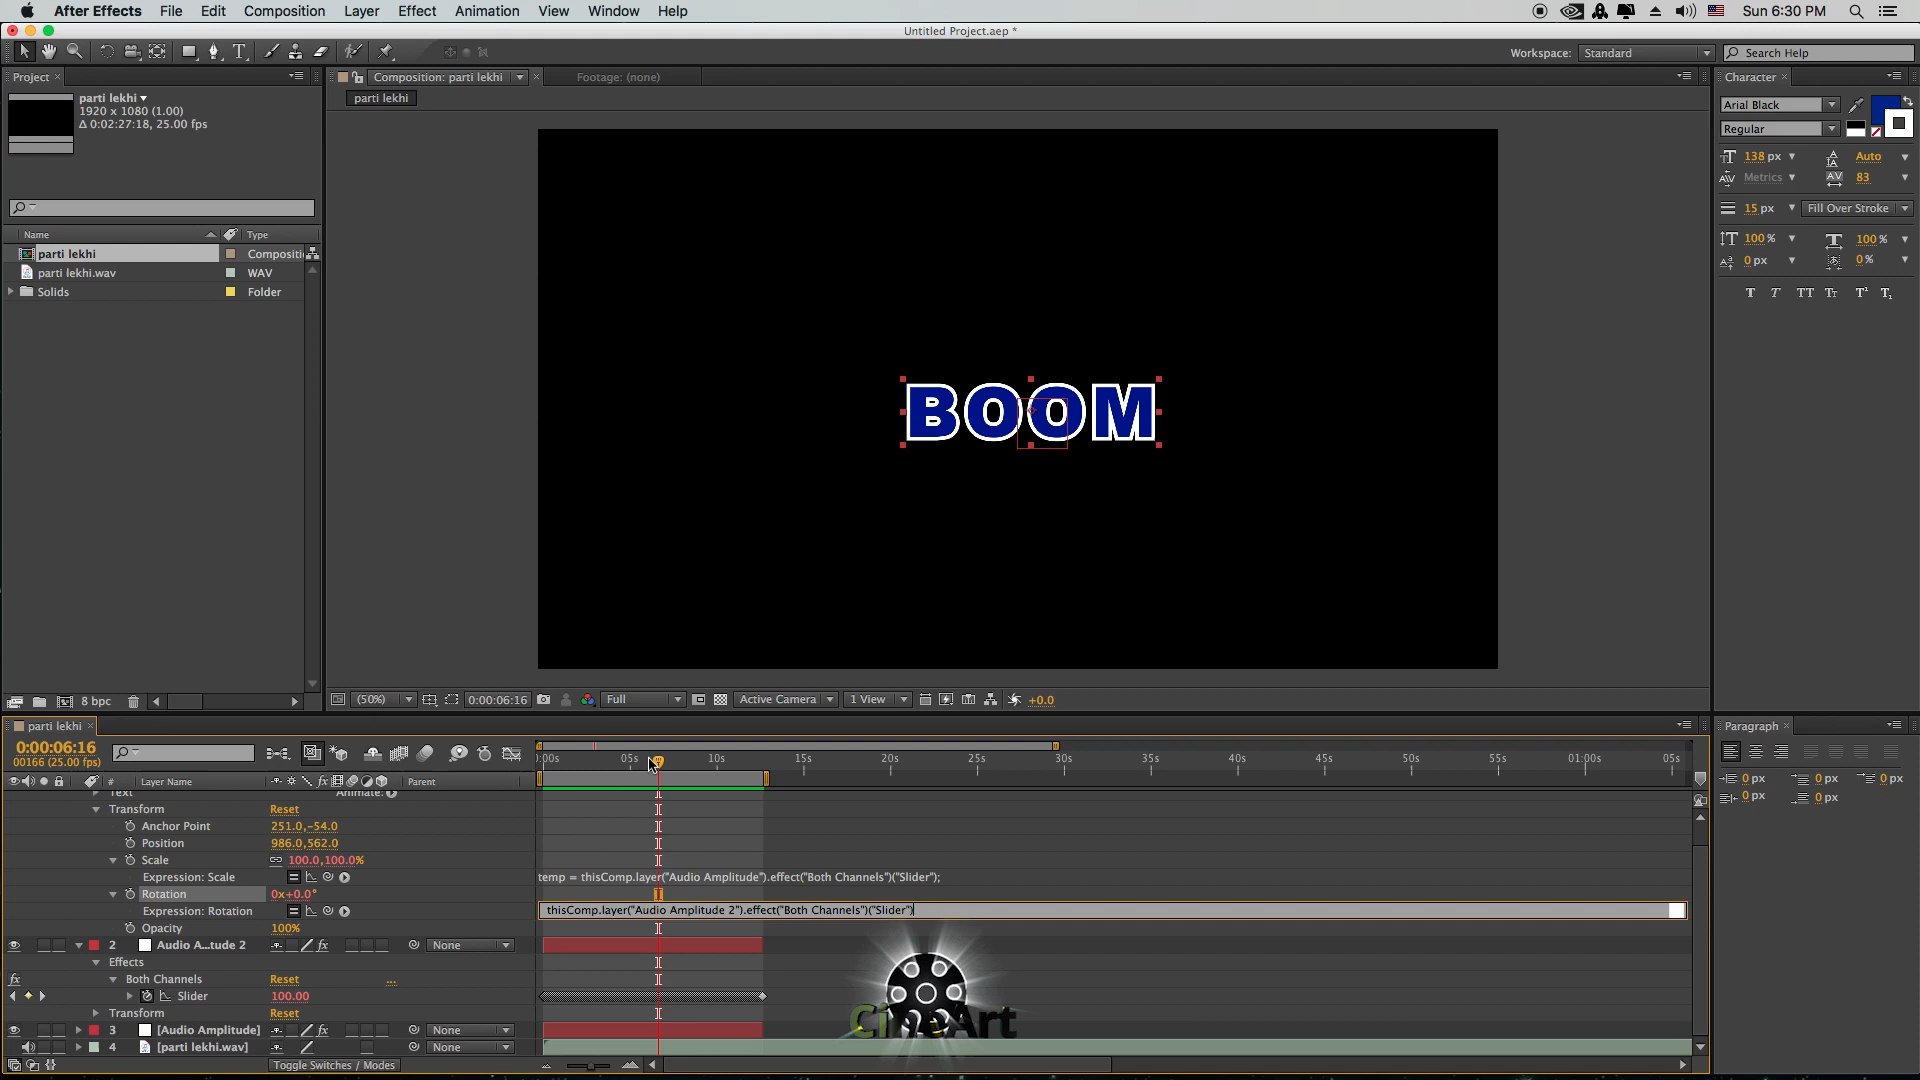 After Effects File Edit Composition Layer Effect Animation View Window Help Sun 6:30 PM
Untitled Project.aep *
Workspace: Standard Search Help
Project Composition: parti lekhi Footage: (none) Character
parti lekhi
1920 x 1080 (1.00)
Δ 0:02:27:18, 25.00 fps
parti lekhi
Arial Black
Regular
138 px Auto
Metrics 83
15 px Fill Over Stroke
100 % 100 %
0 px 0 %
T T TT Tt T¹ T₁
Name Type
parti lekhi Compositi
parti lekhi.wav WAV
Solids Folder
BOOM
8 bpc (50%) 0:00:06:16 Full Active Camera 1 View +0.0
parti lekhi Paragraph
0:00:06:16
00166 (25.00 fps)
0:00s 05s 10s 15s 20s 25s 30s 35s 40s 45s 50s 55s 01:00s 05s
# Layer Name Parent
0 px 0 px 0 px
0 px 0 px
Text Animate:
Transform Reset
Anchor Point 251.0,-54.0
Position 986.0,562.0
Scale 100.0,100.0%
Expression: Scale temp = thisComp.layer("Audio Amplitude").effect("Both Channels")("Slider");
Rotation 0x+0.0°
Expression: Rotation thisComp.layer("Audio Amplitude 2").effect("Both Channels")("Slider")
Opacity 100%
2 Audio A...tude 2 None
Effects
fx Both Channels Reset ...
Slider 100.00
Transform Reset
3 [Audio Amplitude] None
4 [parti lekhi.wav] None
CineArt
Toggle Switches / Modes